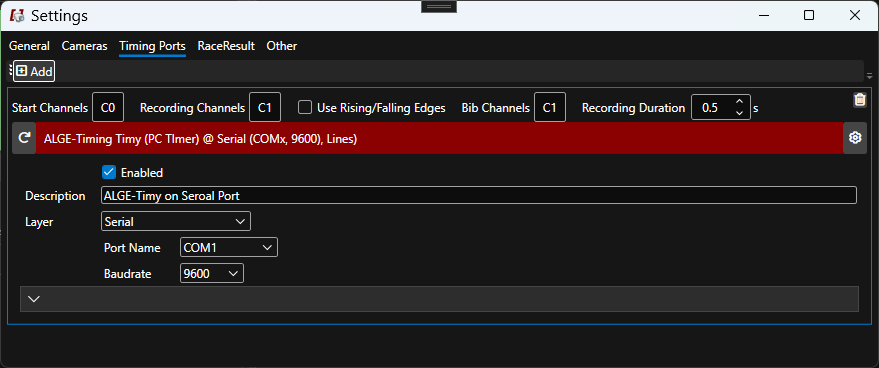 Settings
General Cameras Timing Ports RaceResult Other
Add
Start Channels C0 Recording Channels C1 Use Rising/Falling Edges Bib Channels C1 Recording Duration 0.5 s
ALGE-Timing Timy (PC TImer) @ Serial (COMx, 9600), Lines)
Enabled
Description ALGE-Timy on Seroal Port
Layer Serial
Port Name COM1
Baudrate 9600